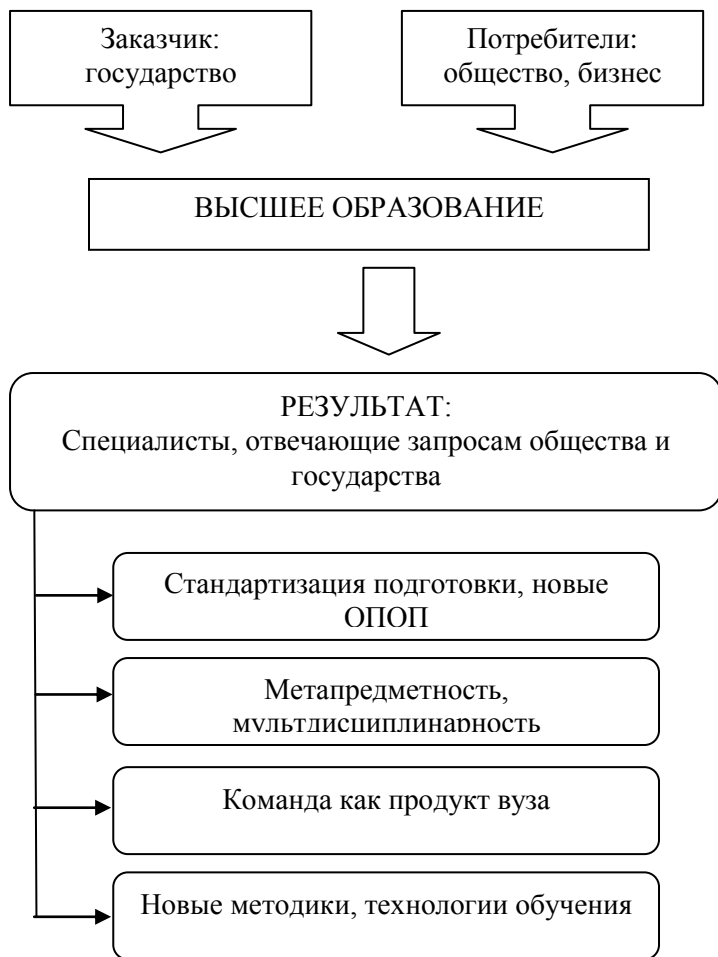 Заказчик:
государство
Потребители:
общество, бизнес
ВЫСШЕЕ ОБРАЗОВАНИЕ
РЕЗУЛЬТАТ:
Специалисты, отвечающие запросам общества и
государства
Стандартизация подготовки, новые
ОПОП
Метапредметность,
мультдисциплинарность
Команда как продукт вуза
Новые методики, технологии обучения